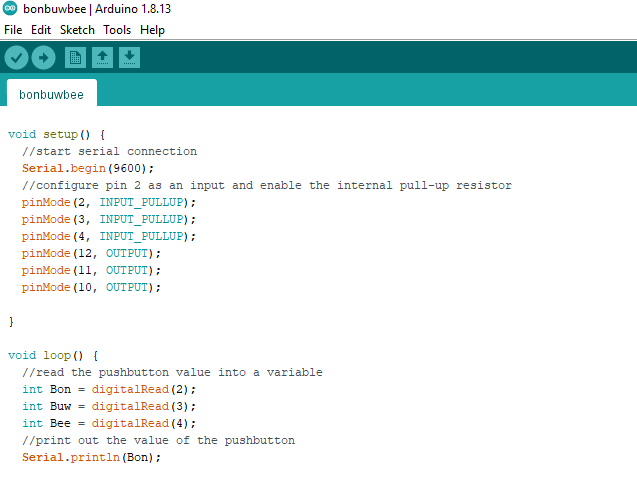 bonbuwbee | Arduino 1.8.13
File Edit Sketch Tools Help
bonbuwbee
void setup() {
  //start serial connection
  Serial.begin(9600);
  //configure pin 2 as an input and enable the internal pull-up resistor
  pinMode(2, INPUT_PULLUP);
  pinMode(3, INPUT_PULLUP);
  pinMode(4, INPUT_PULLUP);
  pinMode(12, OUTPUT);
  pinMode(11, OUTPUT);
  pinMode(10, OUTPUT);
}
void loop() {
  //read the pushbutton value into a variable
  int Bon = digitalRead(2);
  int Buw = digitalRead(3);
  int Bee = digitalRead(4);
  //print out the value of the pushbutton
  Serial.println(Bon);